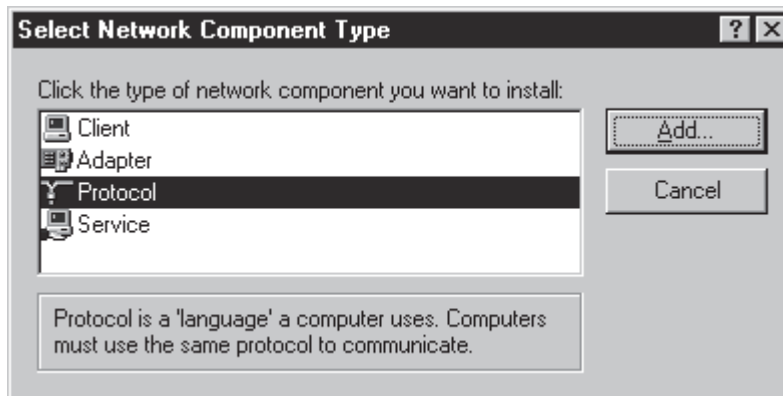 Select Network Component Type
Click the type of network component you want to install:
Client
Adapter
Protocol
Service
Add...
Cancel
Protocol is a 'language' a computer uses. Computers
must use the same protocol to communicate.